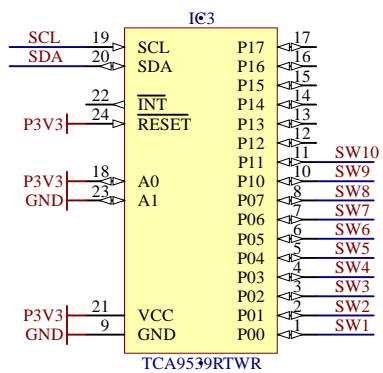 IC3
SCL 19 SCL P17 17
SDA 20 SDA P16 16
P15 15
22 INT P14 14
P3V3 24 RESET P13 13
P12 12
P11 11 SW10
P3V3 18 A0 P10 10 SW9
GND 23 A1 P07 8 SW8
P06 7 SW7
P05 6 SW6
P04 5 SW5
P03 4 SW4
P02 3 SW3
P3V3 21 VCC P01 2 SW2
GND 9 GND P00 1 SW1
TCA9539RTWR